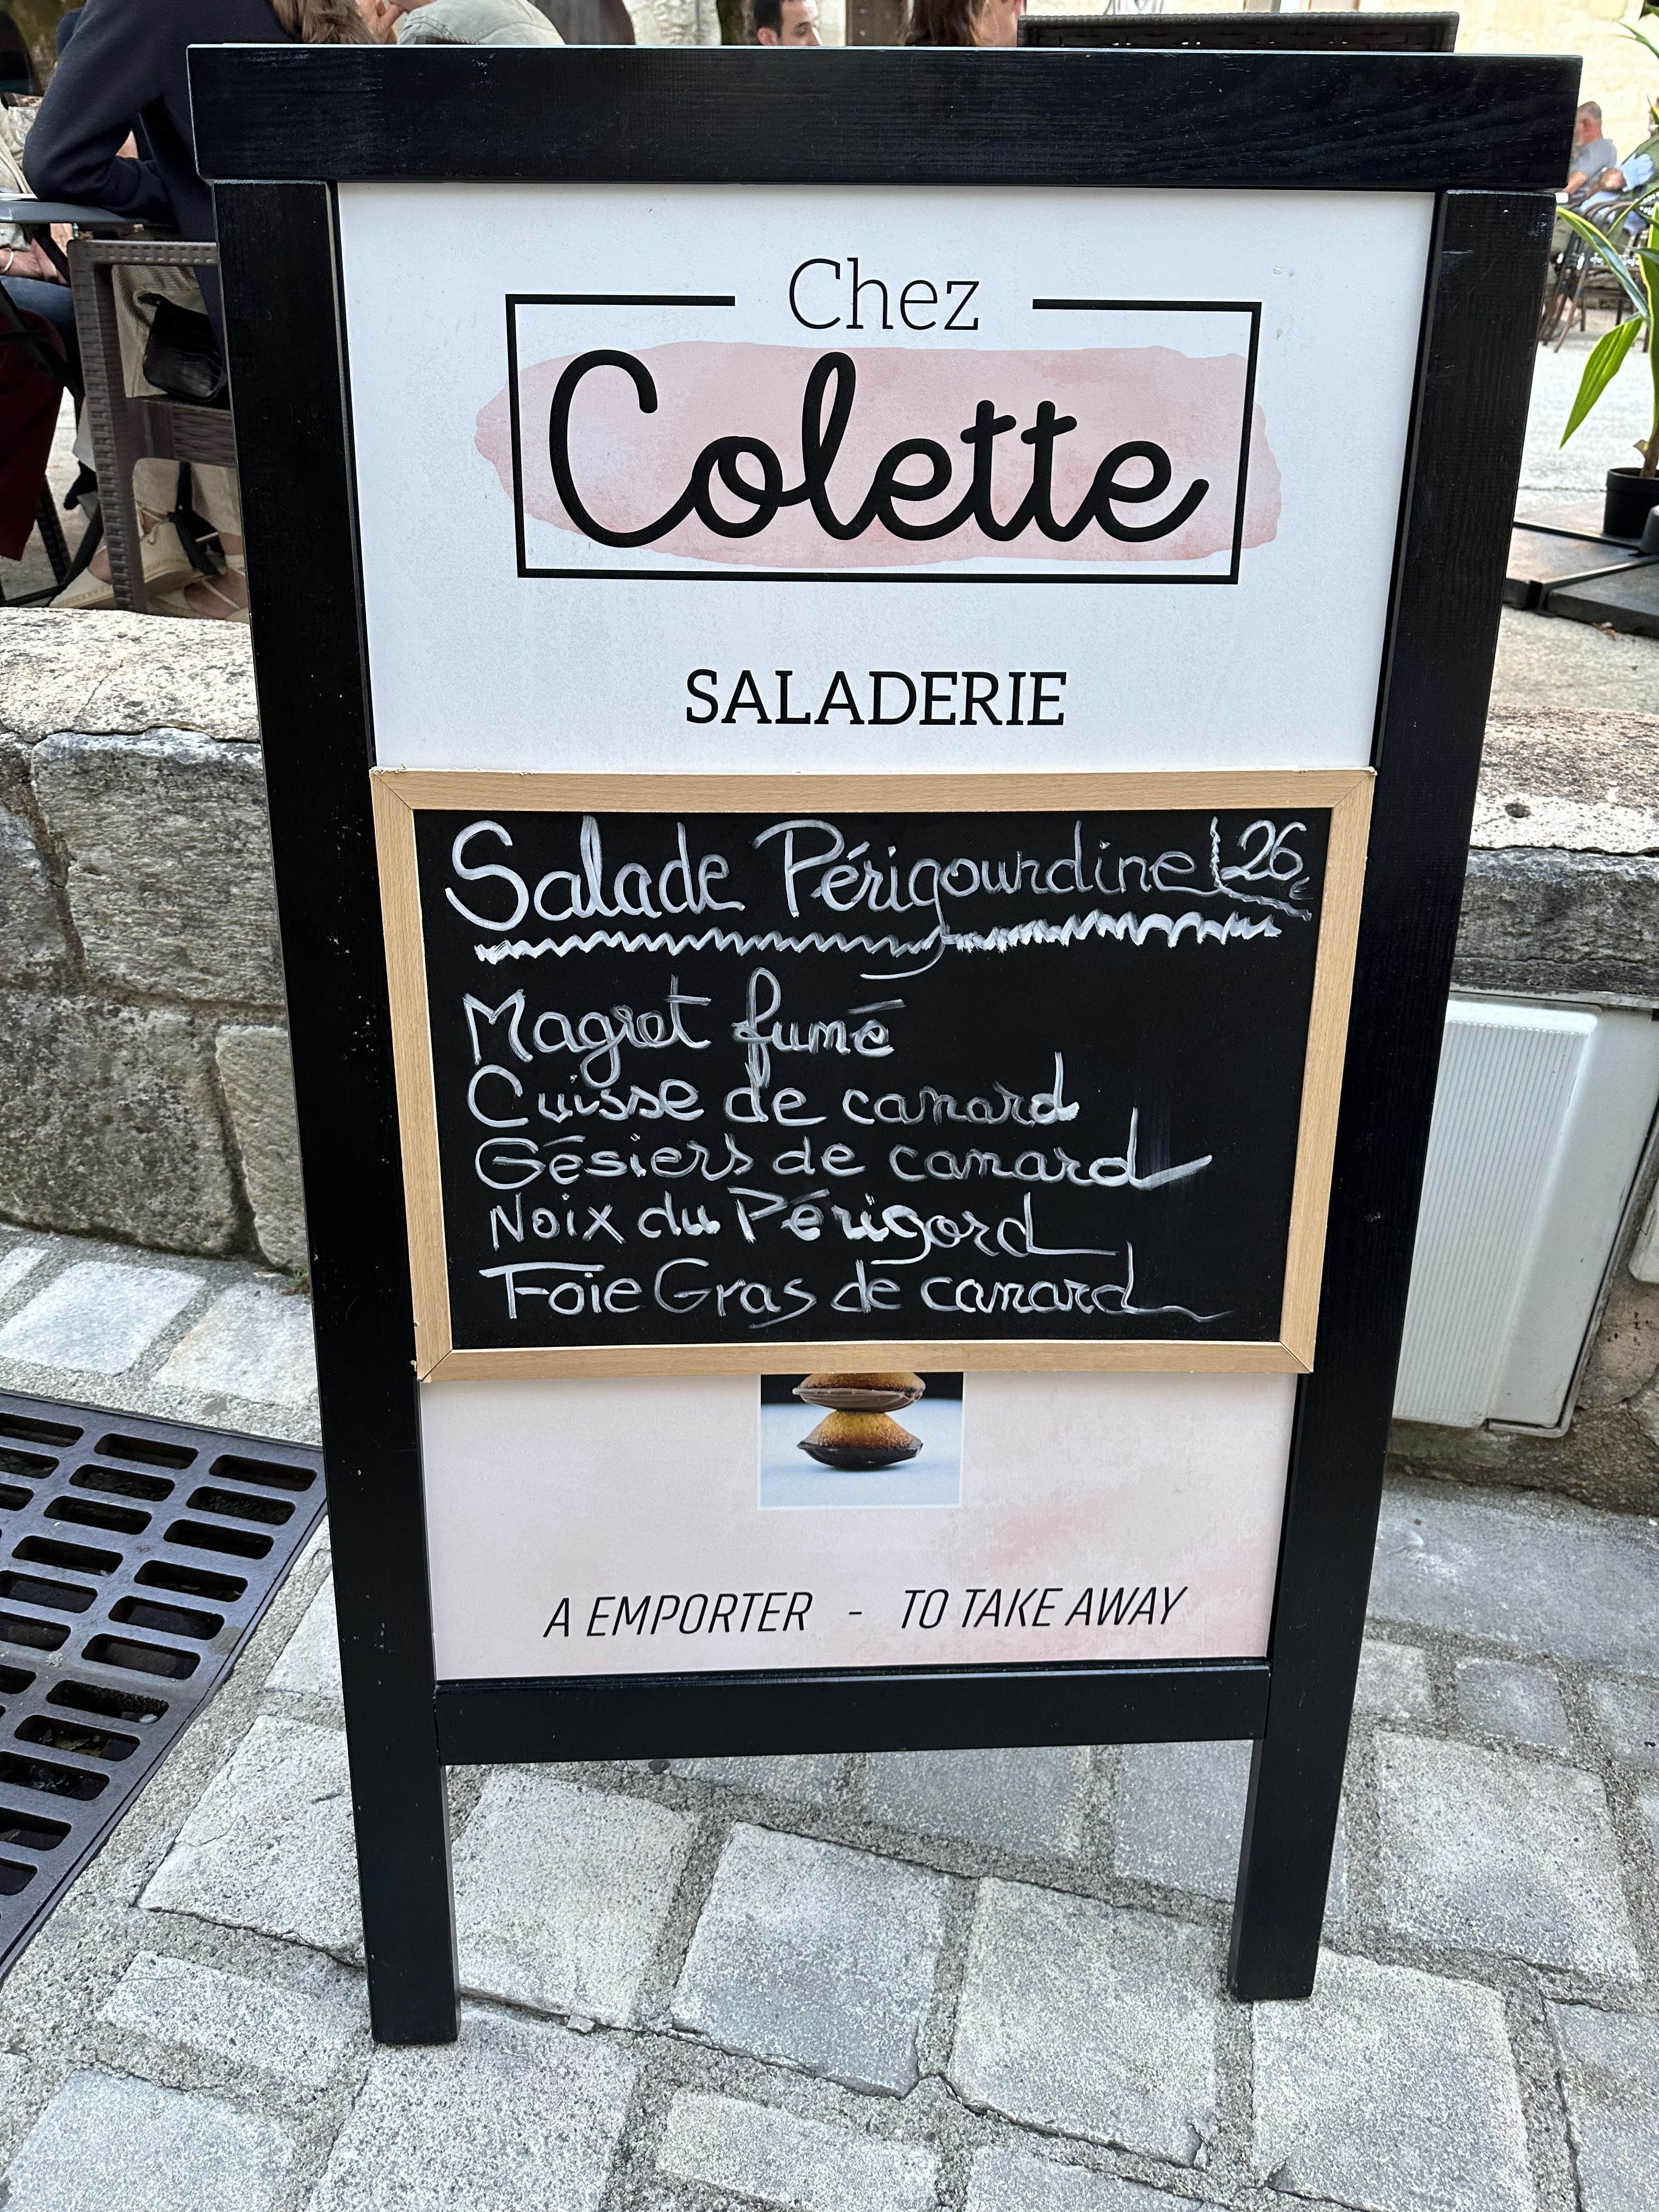 Chez
Colette
SALADERIE
Salade Périgourdine 26€
Magret fumé
Cuisse de canard
Gésiers de canard
Noix du Périgord
Foie Gras de canard
A EMPORTER - TO TAKE AWAY